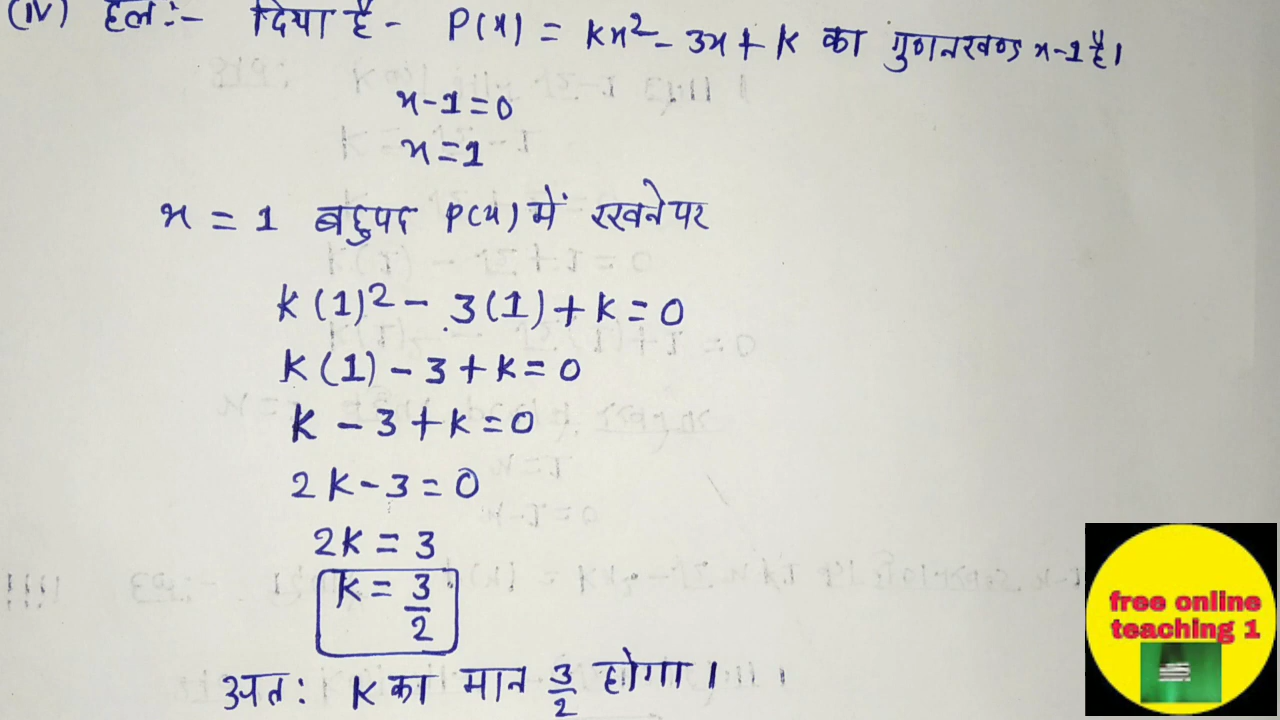 (iv) हल:- दिया है- P(x) = kx² - 3x + k का गुणनखण्ड x-1 है।
x-1=0
x=1
x = 1 बहुपद P(x) में रखने पर
k(1)² - 3(1) + k = 0
k(1) - 3 + k = 0
k - 3 + k = 0
2k - 3 = 0
2k = 3
k = 3/2
अत: k का मान 3/2 होगा।
free online
teaching 1